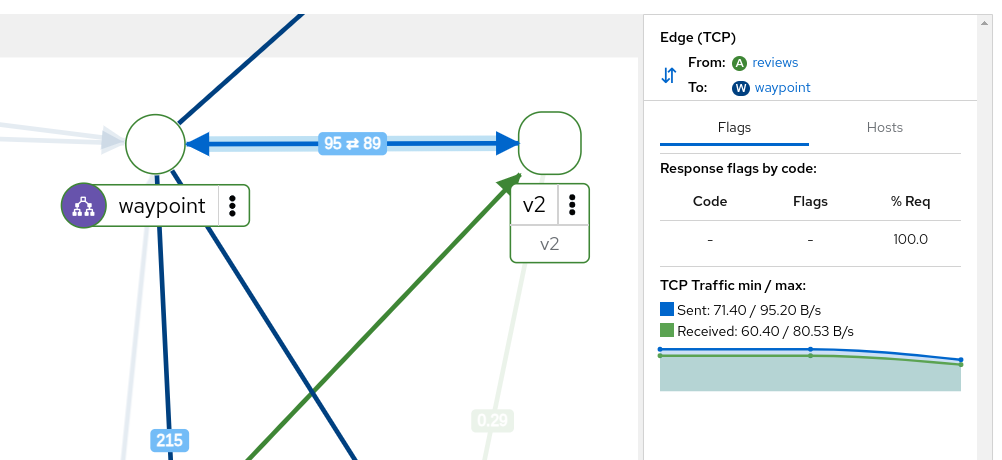 95 ⇄ 89
waypoint
v2
v2
215
0.29
Edge (TCP)
From: A reviews
To: W waypoint
Flags Hosts
Response flags by code:
Code Flags % Req
- - 100.0
TCP Traffic min / max:
Sent: 71.40 / 95.20 B/s
Received: 60.40 / 80.53 B/s